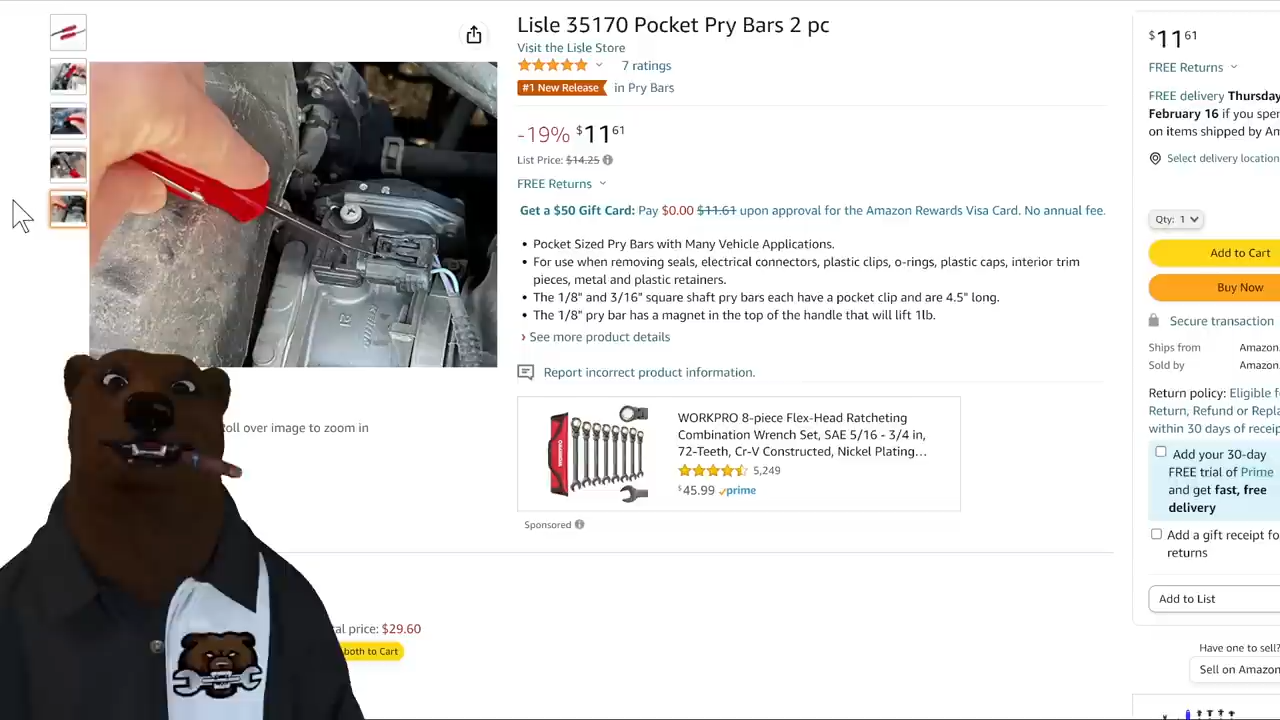 Lisle 35170 Pocket Pry Bars 2 pc
Visit the Lisle Store
7 ratings
#1 New Release in Pry Bars
-19% $11 61
List Price: $14.25
FREE Returns
Get a $50 Gift Card: Pay $0.00 $11.61 upon approval for the Amazon Rewards Visa Card. No annual fee.
• Pocket Sized Pry Bars with Many Vehicle Applications.
• For use when removing seals, electrical connectors, plastic clips, o-rings, plastic caps, interior trim
pieces, metal and plastic retainers.
• The 1/8" and 3/16" square shaft pry bars each have a pocket clip and are 4.5" long.
• The 1/8" pry bar has a magnet in the top of the handle that will lift 1lb.
› See more product details
Report incorrect product information.
WORKPRO 8-piece Flex-Head Ratcheting
Combination Wrench Set, SAE 5/16 - 3/4 in,
72-Teeth, Cr-V Constructed, Nickel Plating…
5,249
$45.99 prime
Sponsored
oll over image to zoom in
al price: $29.60
both to Cart
$11 61
FREE Returns
FREE delivery Thursday
February 16 if you spen
on items shipped by Am
Select delivery location
Qty: 1
Add to Cart
Buy Now
Secure transaction
Ships from Amazon.
Sold by Amazon.
Return policy: Eligible f
Return, Refund or Repla
within 30 days of receip
Add your 30-day
FREE trial of Prime
and get fast, free
delivery
Add a gift receipt fo
returns
Add to List
Have one to sell?
Sell on Amazon